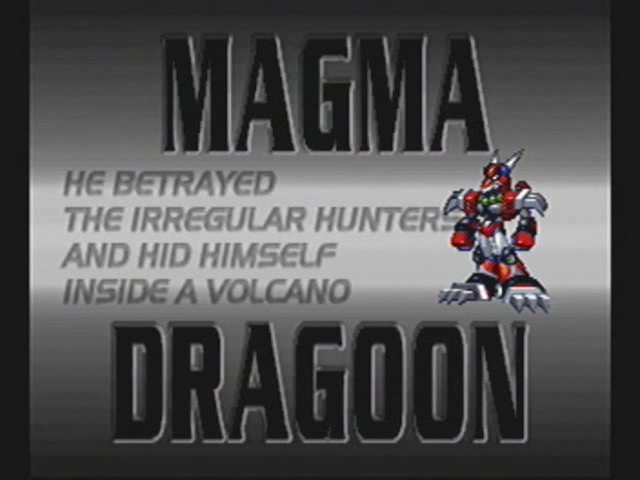 MAGMA
HE BETRAYED
THE IRREGULAR HUNTERS
AND HID HIMSELF
INSIDE A VOLCANO
DRAGOON